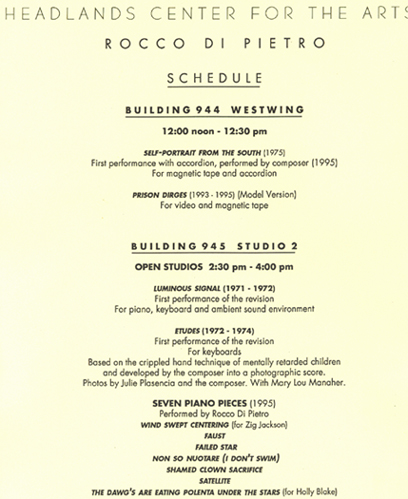 HEADLANDS CENTER FOR THE ARTS
ROCCO DI PIETRO
SCHEDULE
BUILDING 944 WESTWING
12:00 noon - 12:30 pm
SELF-PORTRAIT FROM THE SOUTH (1975)
First performance with accordion, performed by composer (1995)
For magnetic tape and accordion
PRISON DIRGES (1993 - 1995) (Model Version)
For video and magnetic tape
BUILDING 945 STUDIO 2
OPEN STUDIOS 2:30 pm - 4:00 pm
LUMINOUS SIGNAL (1971 - 1972)
First performance of the revision
For piano, keyboard and ambient sound environment
ETUDES (1972 - 1974)
First performance of the revision
For keyboards
Based on the crippled hand technique of mentally retarded children
and developed by the composer into a photographic score.
Photos by Julie Plasencia and the composer. With Mary Lou Manaher.
SEVEN PIANO PIECES (1995)
Performed by Rocco Di Pietro
WIND SWEPT CENTERING (for Zig Jackson)
FAUST
FAILED STAR
NON SO NUOTARE (I DON'T SWIM)
SHAMED CLOWN SACRIFICE
SATELLITE
THE DAWG'S ARE EATING POLENTA UNDER THE STARS (for Holly Blake)